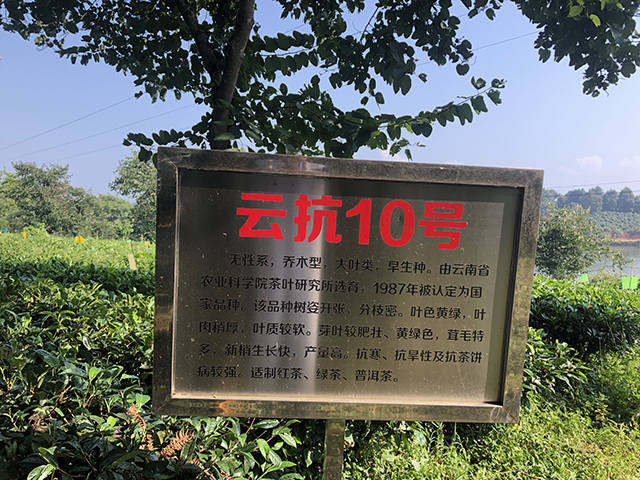 云抗10号
无性系，乔木型，大叶类，早生种。由云南省
农业科学院茶叶研究所选育，1987年被认定为国
家品种。该品种树姿开张，分枝密。叶色黄绿，叶
肉稍厚，叶质较软。芽叶较肥壮、黄绿色，茸毛特
多，新梢生长快，产量高。抗寒、抗旱性及抗茶饼
病较强。适制红茶、绿茶、普洱茶。